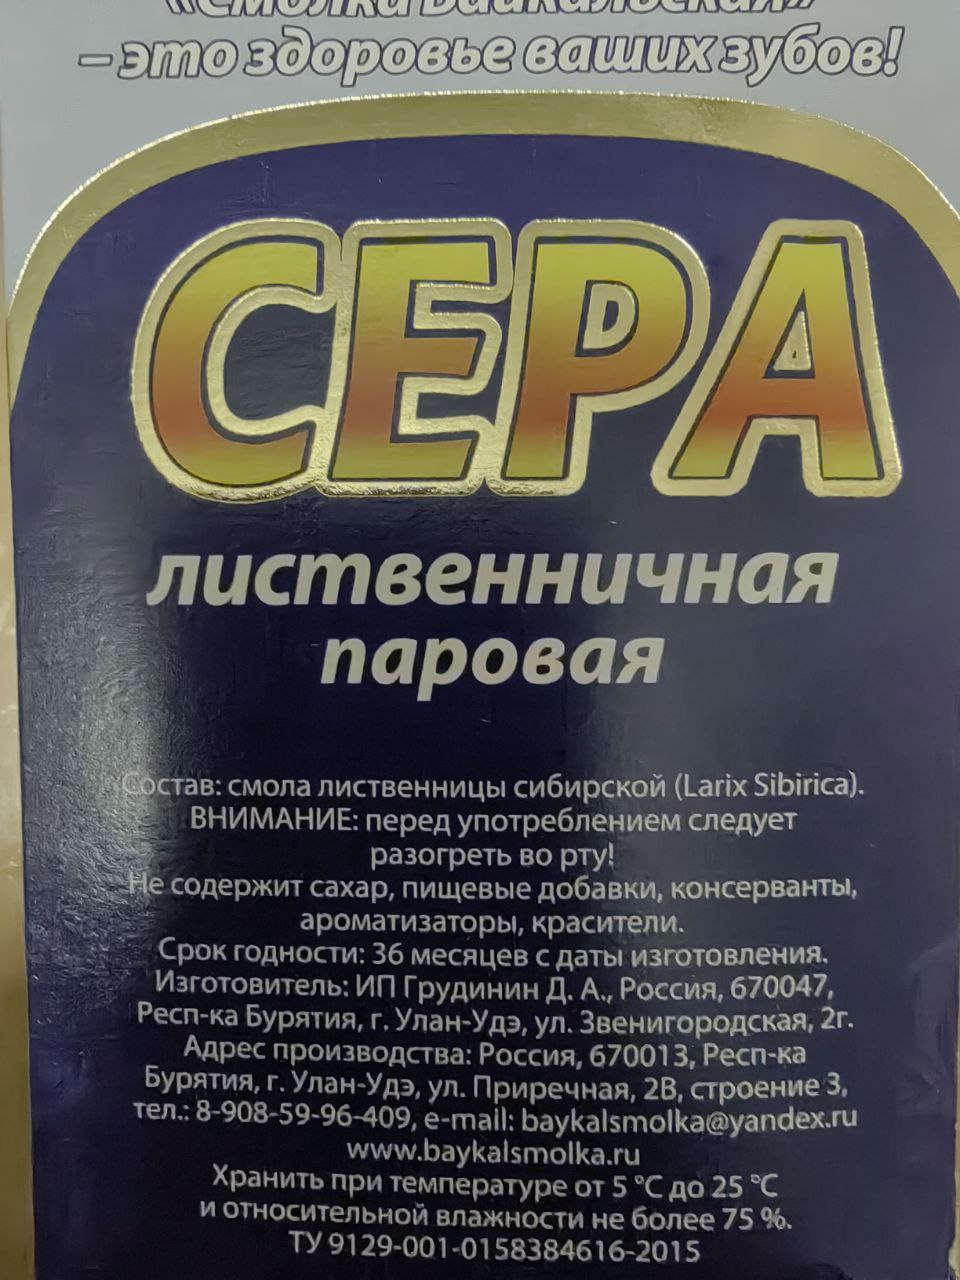 «Смолка Байкальская»
– это здоровье ваших зубов!
СЕРА
лиственничная
паровая
Состав: смола лиственницы сибирской (Larix Sibirica).
ВНИМАНИЕ: перед употреблением следует
разогреть во рту!
Не содержит сахар, пищевые добавки, консерванты,
ароматизаторы, красители.
Срок годности: 36 месяцев с даты изготовления.
Изготовитель: ИП Грудинин Д. А., Россия, 670047,
Респ-ка Бурятия, г. Улан-Удэ, ул. Звенигородская, 2г.
Адрес производства: Россия, 670013, Респ-ка
Бурятия, г. Улан-Удэ, ул. Приречная, 2В, строение 3,
тел.: 8-908-59-96-409, e-mail: baykalsmolka@yandex.ru
www.baykalsmolka.ru
Хранить при температуре от 5 °С до 25 °С
и относительной влажности не более 75 %.
ТУ 9129-001-0158384616-2015